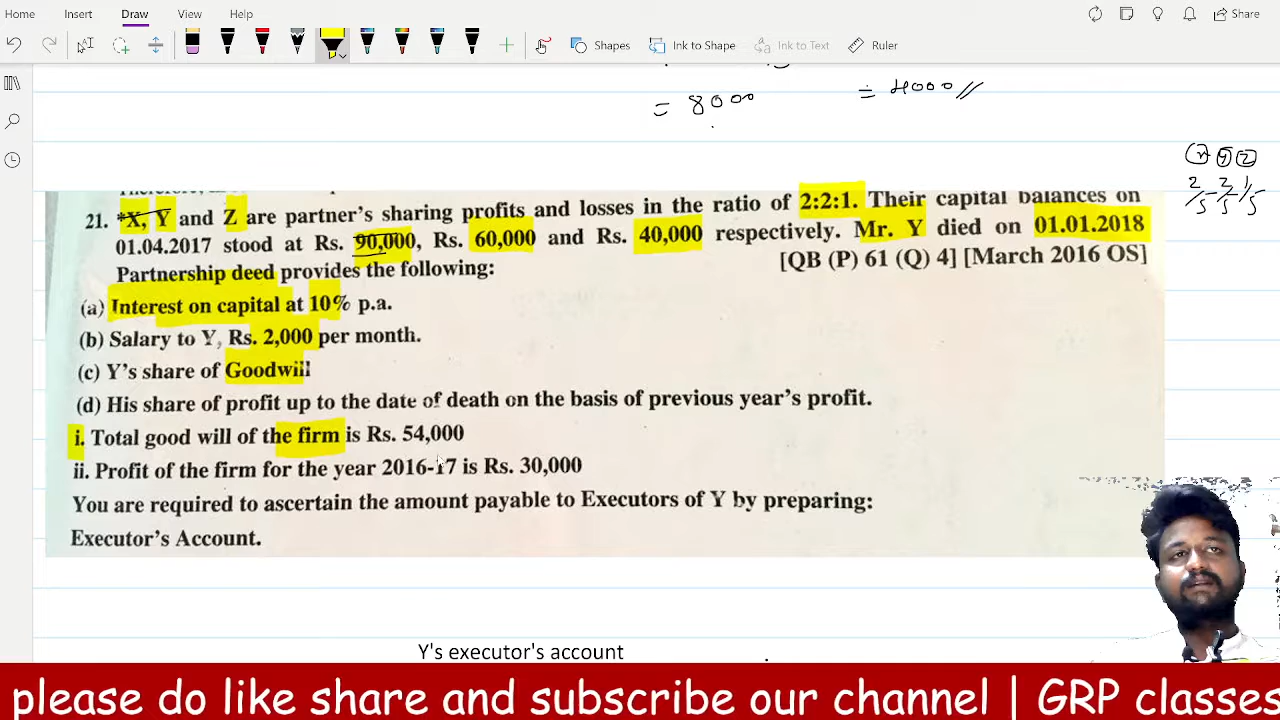 Home Insert Draw View Help Share
Shapes Ink to Shape Ink to Text Ruler
= 8000 = 4000 //
x y z
2/5 2/5 1/5
21. *X, Y and Z are partner's sharing profits and losses in the ratio of 2:2:1. Their capital balances on
01.04.2017 stood at Rs. 90,000, Rs. 60,000 and Rs. 40,000 respectively. Mr. Y died on 01.01.2018
Partnership deed provides the following: [QB (P) 61 (Q) 4] [March 2016 OS]
(a) Interest on capital at 10% p.a.
(b) Salary to Y, Rs. 2,000 per month.
(c) Y's share of Goodwill
(d) His share of profit up to the date of death on the basis of previous year's profit.
i. Total good will of the firm is Rs. 54,000
ii. Profit of the firm for the year 2016-17 is Rs. 30,000
You are required to ascertain the amount payable to Executors of Y by preparing:
Executor's Account.
Y's executor's account
please do like share and subscribe our channel | GRP classes